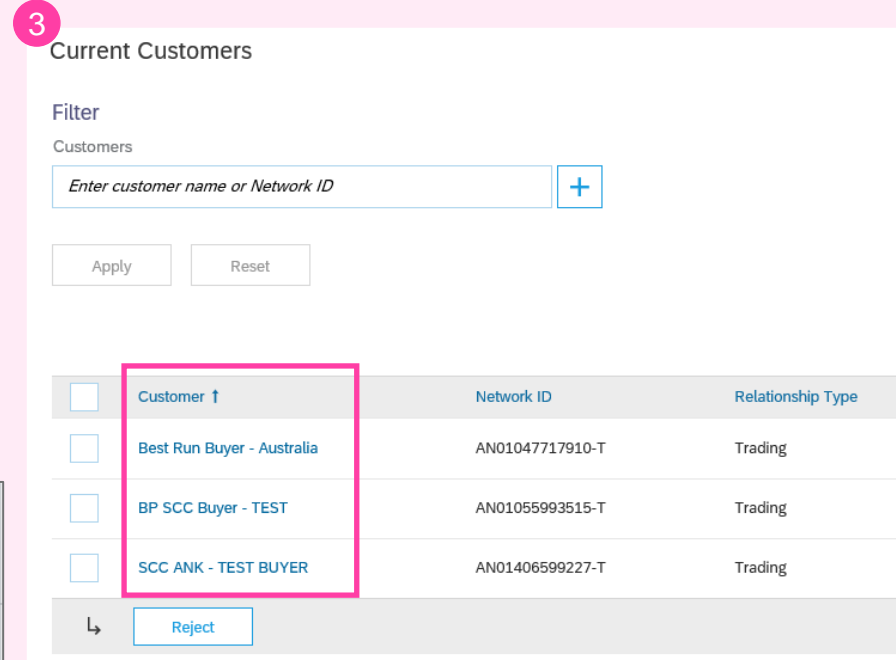 3
Current Customers
Filter
Customers
Enter customer name or Network ID
+
Apply Reset
Customer ↑ Network ID Relationship Type
Best Run Buyer - Australia AN01047717910-T Trading
BP SCC Buyer - TEST AN01055993515-T Trading
SCC ANK - TEST BUYER AN01406599227-T Trading
↳ Reject